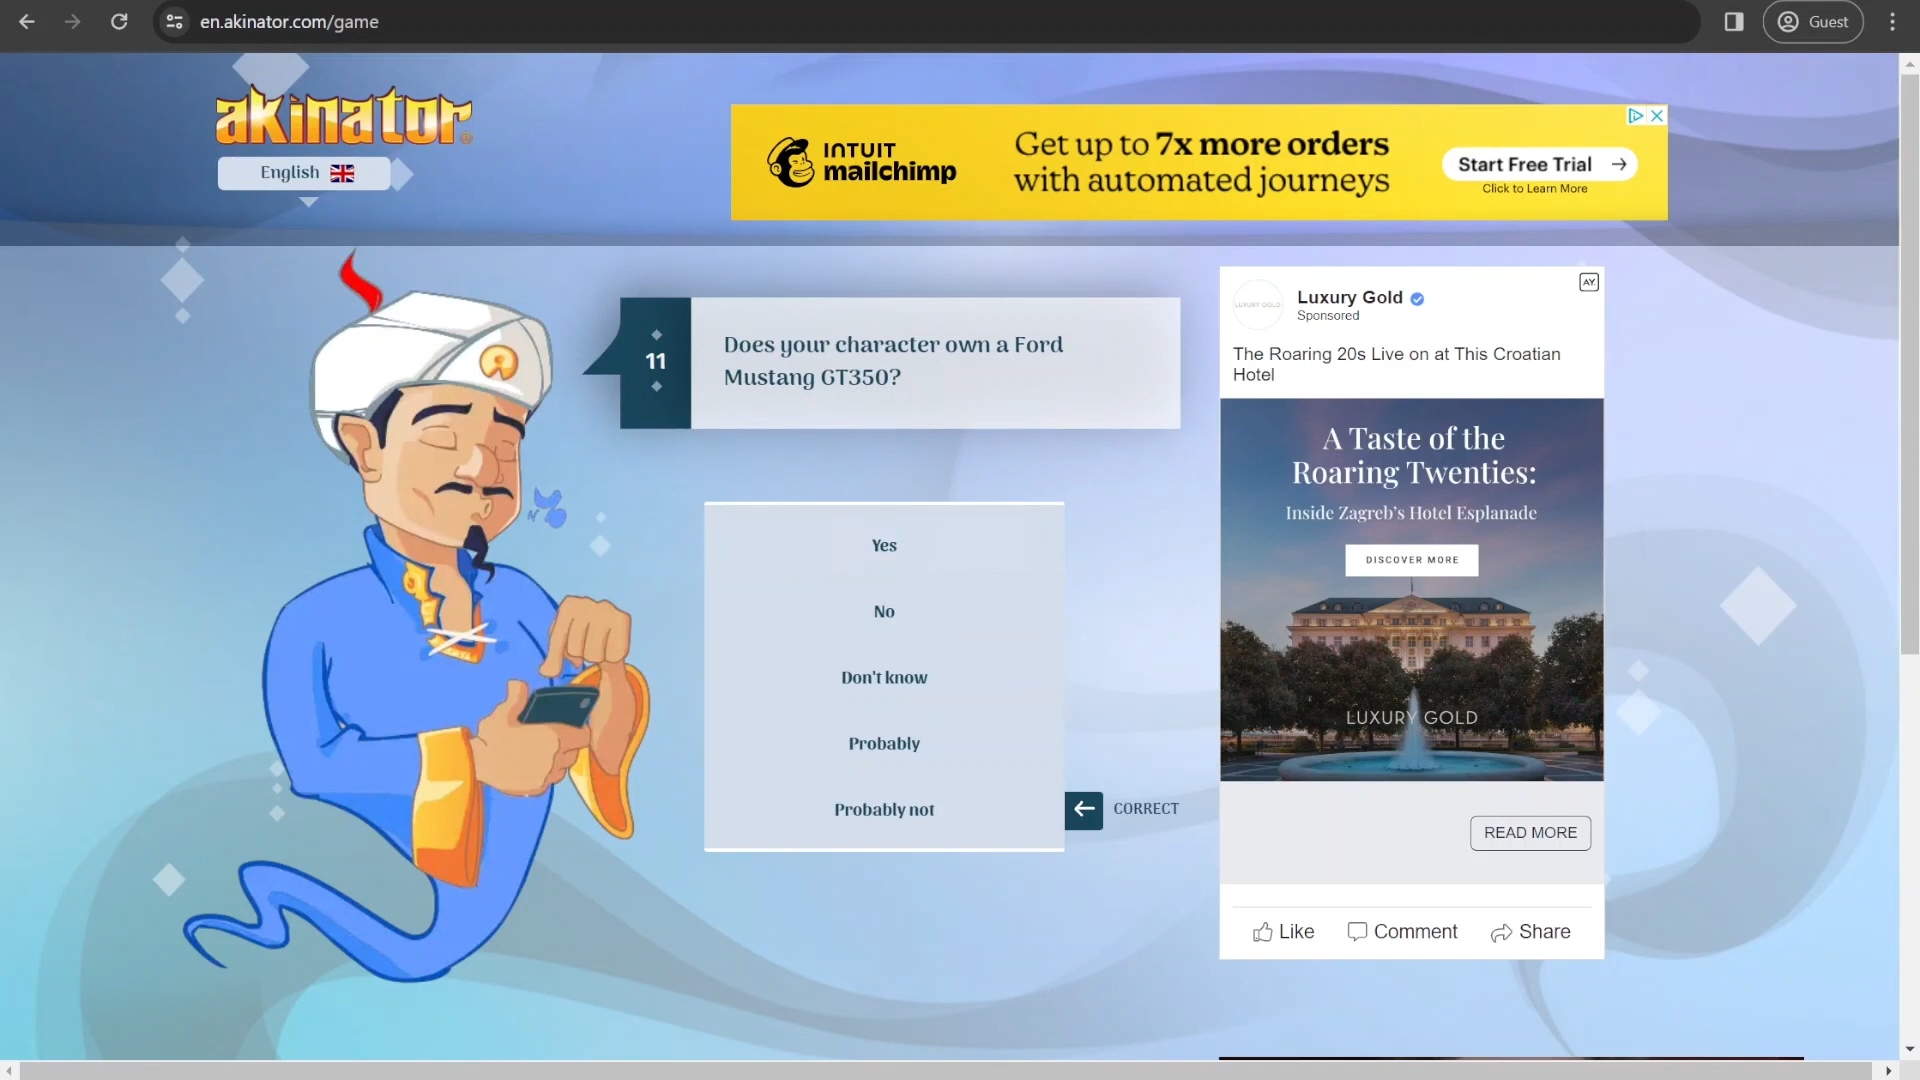 en.akinator.com/game
Guest
akinator
English
INTUIT
mailchimp
Get up to 7x more orders
with automated journeys
Start Free Trial →
Click to Learn More
11
Does your character own a Ford
Mustang GT350?
Yes
No
Don't know
Probably
Probably not
CORRECT
AY
LUXURY GOLD
Luxury Gold
Sponsored
The Roaring 20s Live on at This Croatian
Hotel
A Taste of the
Roaring Twenties:
Inside Zagreb's Hotel Esplanade
DISCOVER MORE
LUXURY GOLD
READ MORE
Like
Comment
Share